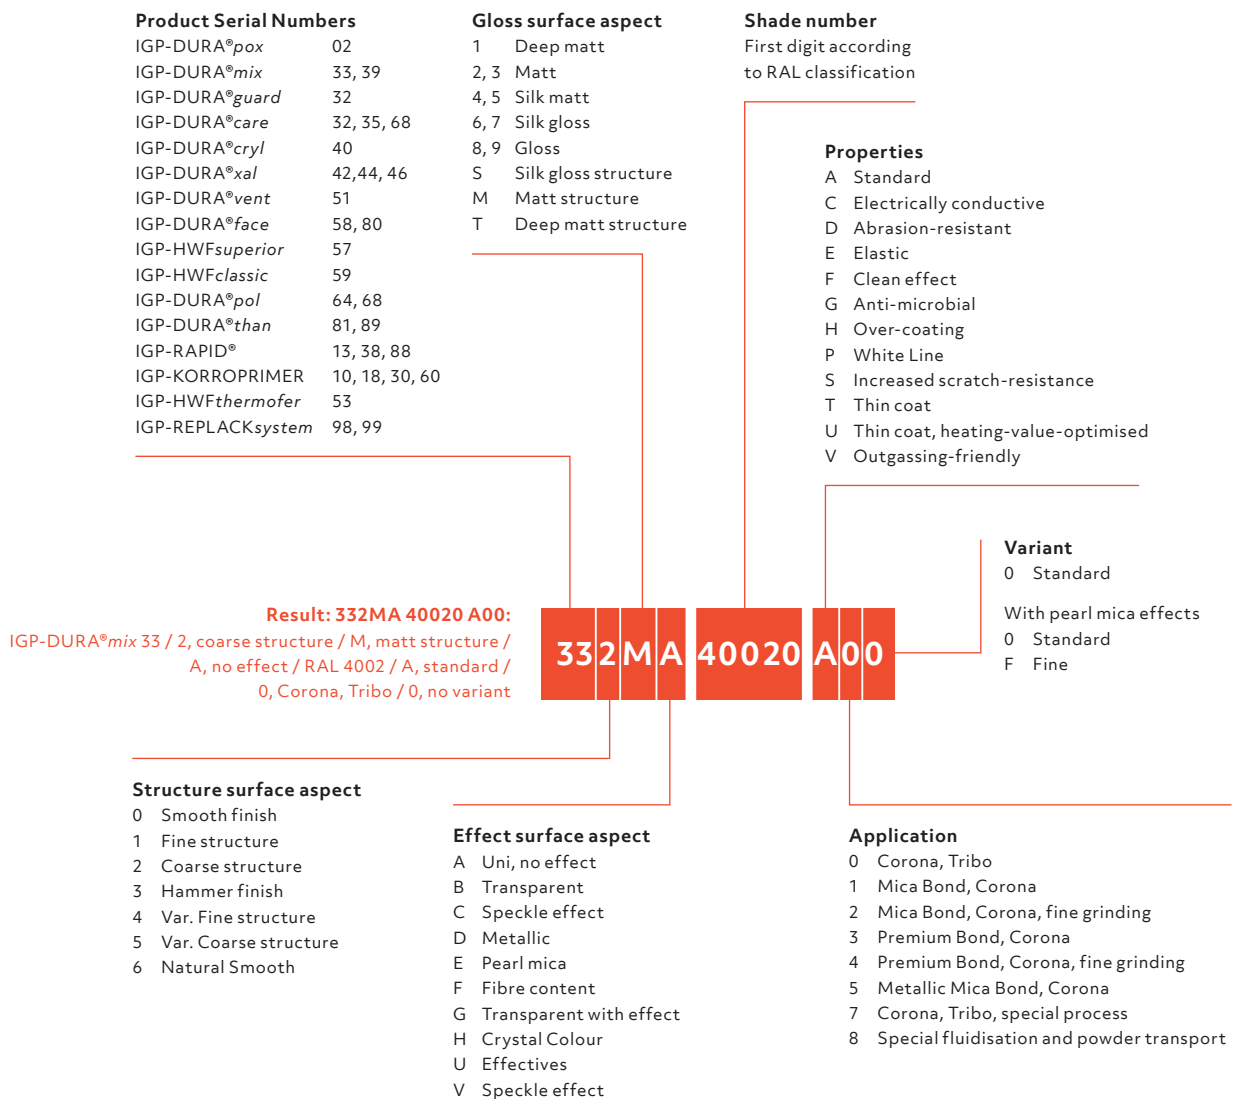 Product Serial Numbers
IGP-DURA®pox 02
IGP-DURA®mix 33, 39
IGP-DURA®guard 32
IGP-DURA®care 32, 35, 68
IGP-DURA®cryl 40
IGP-DURA®xal 42,44, 46
IGP-DURA®vent 51
IGP-DURA®face 58, 80
IGP-HWFsuperior 57
IGP-HWFclassic 59
IGP-DURA®pol 64, 68
IGP-DURA®than 81, 89
IGP-RAPID® 13, 38, 88
IGP-KORROPRIMER 10, 18, 30, 60
IGP-HWFthermofer 53
IGP-REPLACKsystem 98, 99
Gloss surface aspect
1 Deep matt
2, 3 Matt
4, 5 Silk matt
6, 7 Silk gloss
8, 9 Gloss
S Silk gloss structure
M Matt structure
T Deep matt structure
Shade number
First digit according
to RAL classification
Properties
A Standard
C Electrically conductive
D Abrasion-resistant
E Elastic
F Clean effect
G Anti-microbial
H Over-coating
P White Line
S Increased scratch-resistance
T Thin coat
U Thin coat, heating-value-optimised
V Outgassing-friendly
Variant
0 Standard
With pearl mica effects
0 Standard
F Fine
Result: 332MA 40020 A00:
IGP-DURA®mix 33 / 2, coarse structure / M, matt structure /
A, no effect / RAL 4002 / A, standard /
0, Corona, Tribo / 0, no variant
332MA 40020 A00
Structure surface aspect
0 Smooth finish
1 Fine structure
2 Coarse structure
3 Hammer finish
4 Var. Fine structure
5 Var. Coarse structure
6 Natural Smooth
Effect surface aspect
A Uni, no effect
B Transparent
C Speckle effect
D Metallic
E Pearl mica
F Fibre content
G Transparent with effect
H Crystal Colour
U Effectives
V Speckle effect
Application
0 Corona, Tribo
1 Mica Bond, Corona
2 Mica Bond, Corona, fine grinding
3 Premium Bond, Corona
4 Premium Bond, Corona, fine grinding
5 Metallic Mica Bond, Corona
7 Corona, Tribo, special process
8 Special fluidisation and powder transport